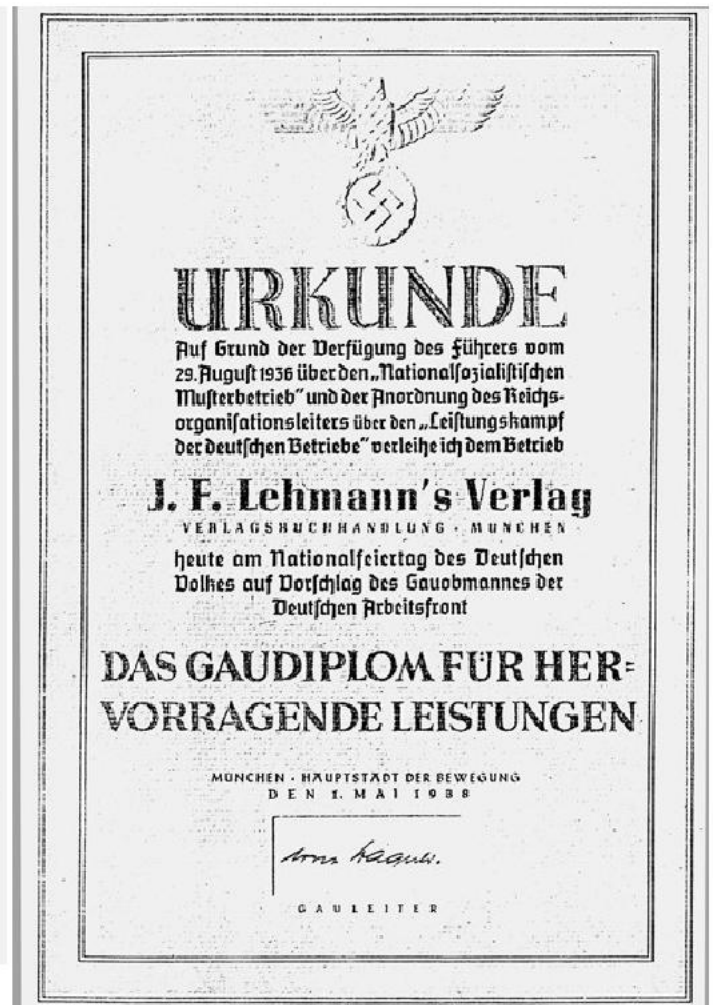 URKUNDE
Auf Grund der Verfügung des Führers vom
29. August 1936 über den „Nationalsozialistischen
Musterbetrieb" und der Anordnung des Reichs-
organisationsleiters über den „Leistungskampf
der deutschen Betriebe" verleihe ich dem Betrieb
J. F. Lehmann's Verlag
VERLAGSBUCHHANDLUNG · MÜNCHEN
heute am Nationalfeiertag des Deutschen
Volkes auf Vorschlag des Gauobmannes der
Deutschen Arbeitsfront
DAS GAUDIPLOM FÜR HER=
VORRAGENDE LEISTUNGEN
MÜNCHEN · HAUPTSTADT DER BEWEGUNG
DEN 1. MAI 1938
GAULEITER